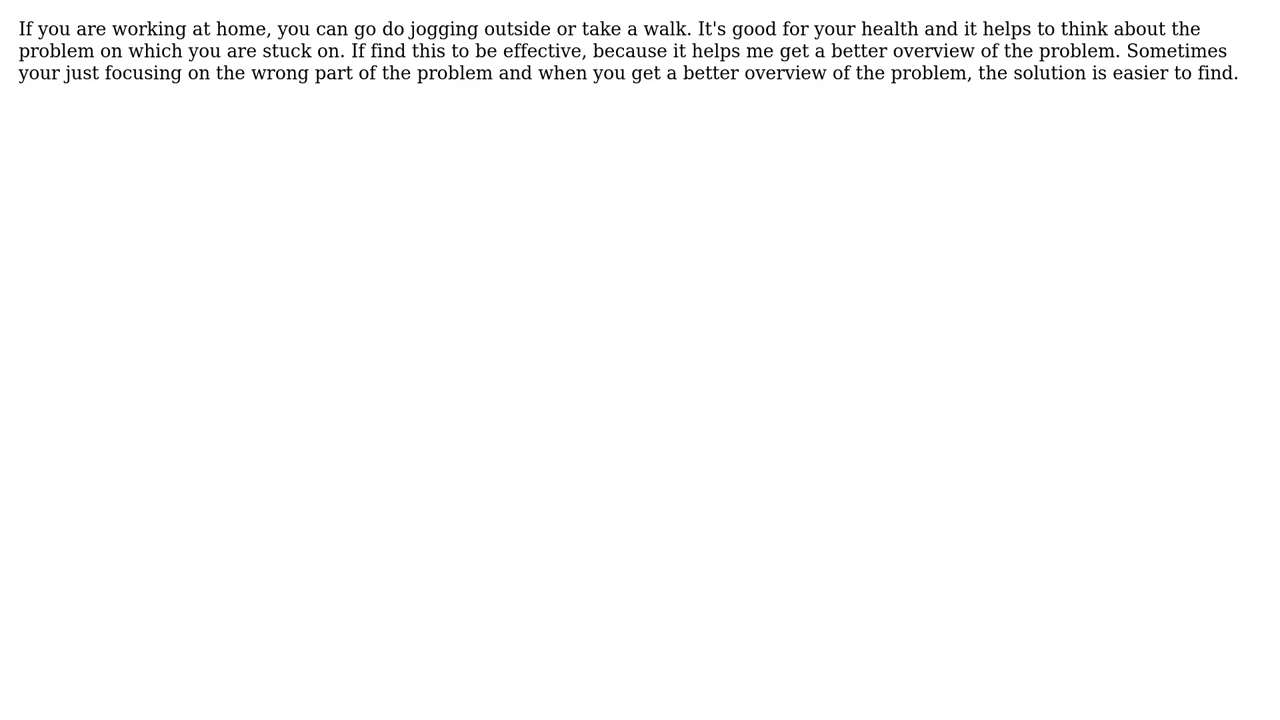 If you are working at home, you can go do jogging outside or take a walk. It's good for your health and it helps to think about the
problem on which you are stuck on. If find this to be effective, because it helps me get a better overview of the problem. Sometimes
your just focusing on the wrong part of the problem and when you get a better overview of the problem, the solution is easier to find.